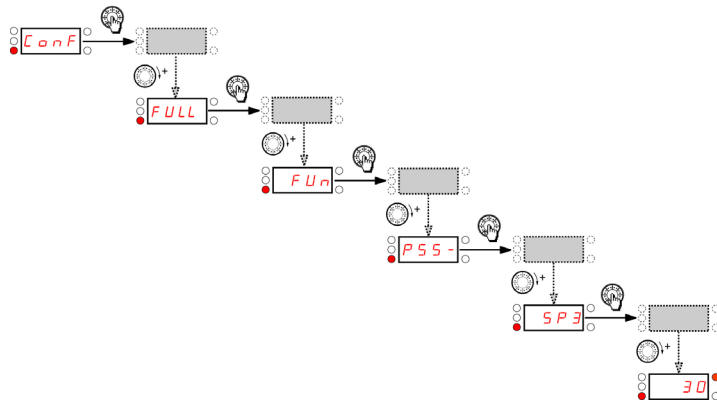 ConF
+
FULL
+
FUn
+
PSS-
+
SP3
+
30